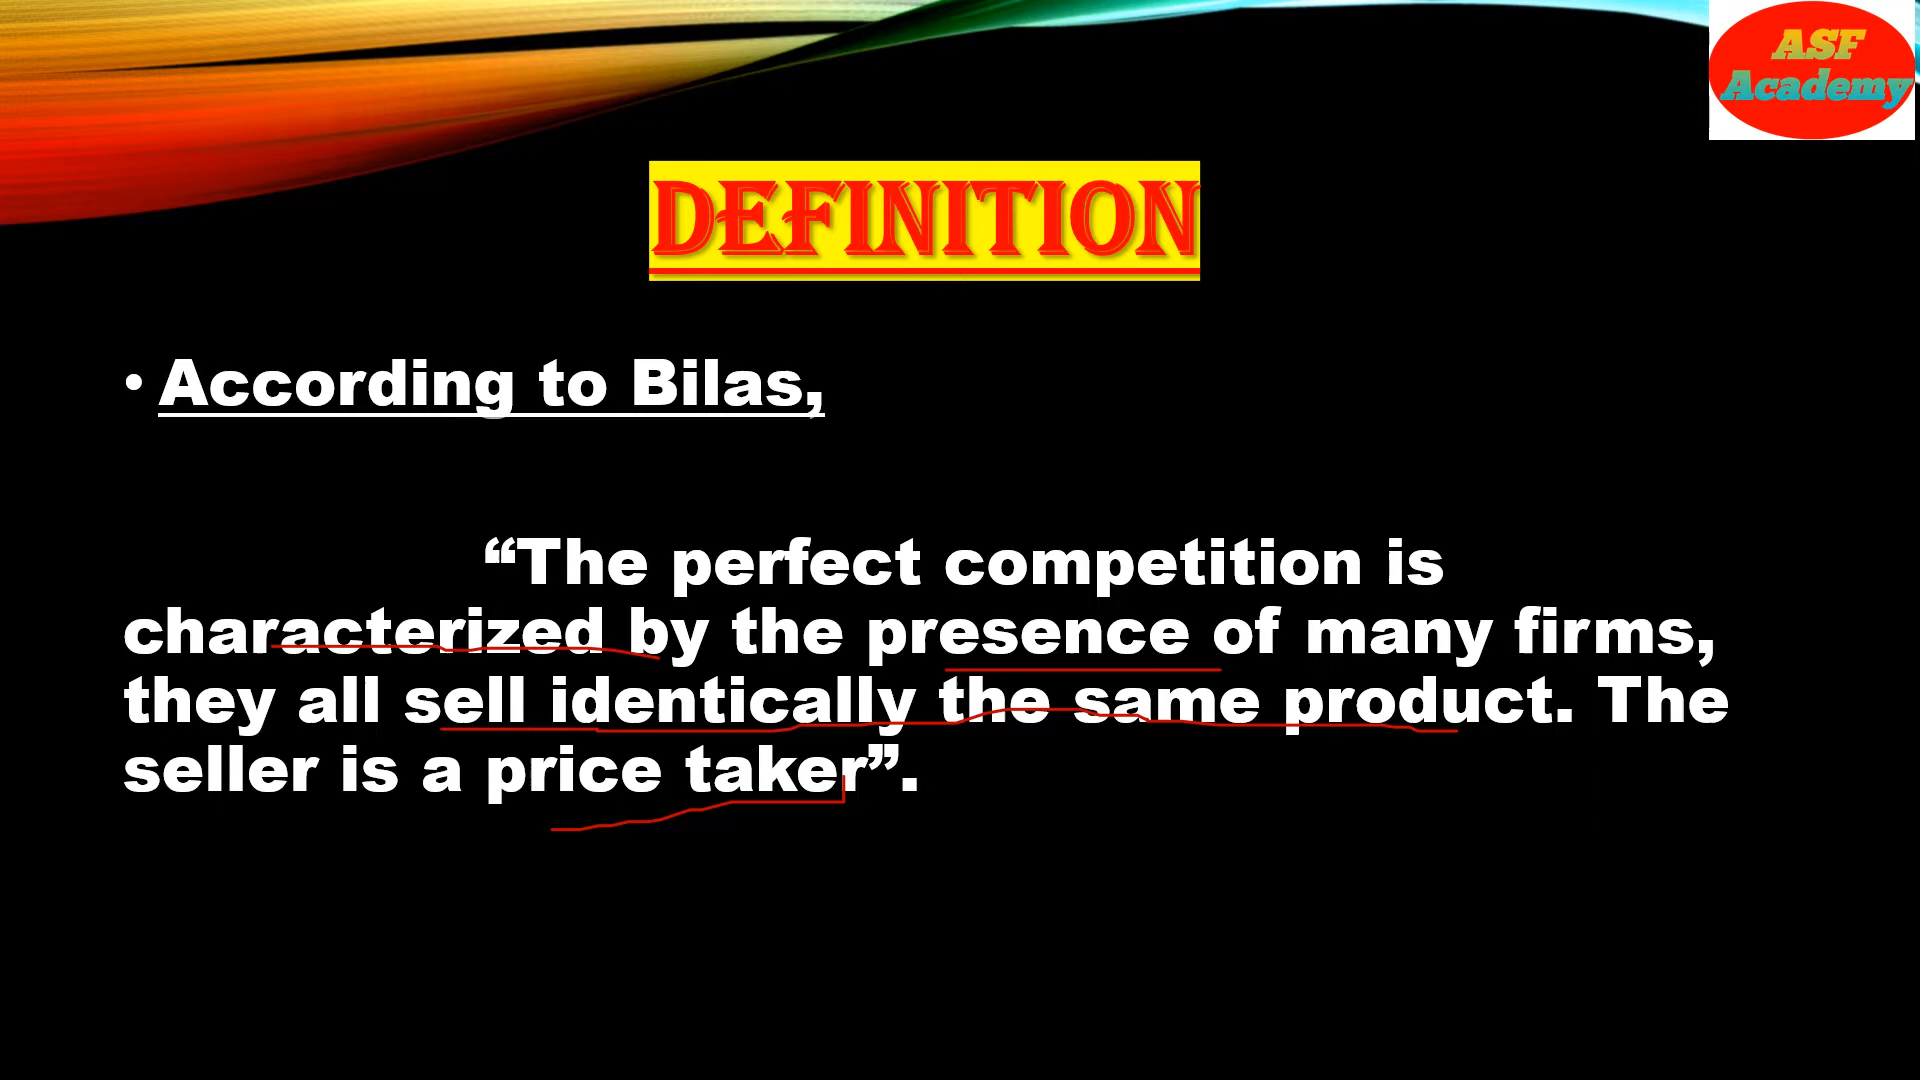 ASF
Academy
DEFINITION
• According to Bilas,
“The perfect competition is
characterized by the presence of many firms,
they all sell identically the same product. The
seller is a price taker”.